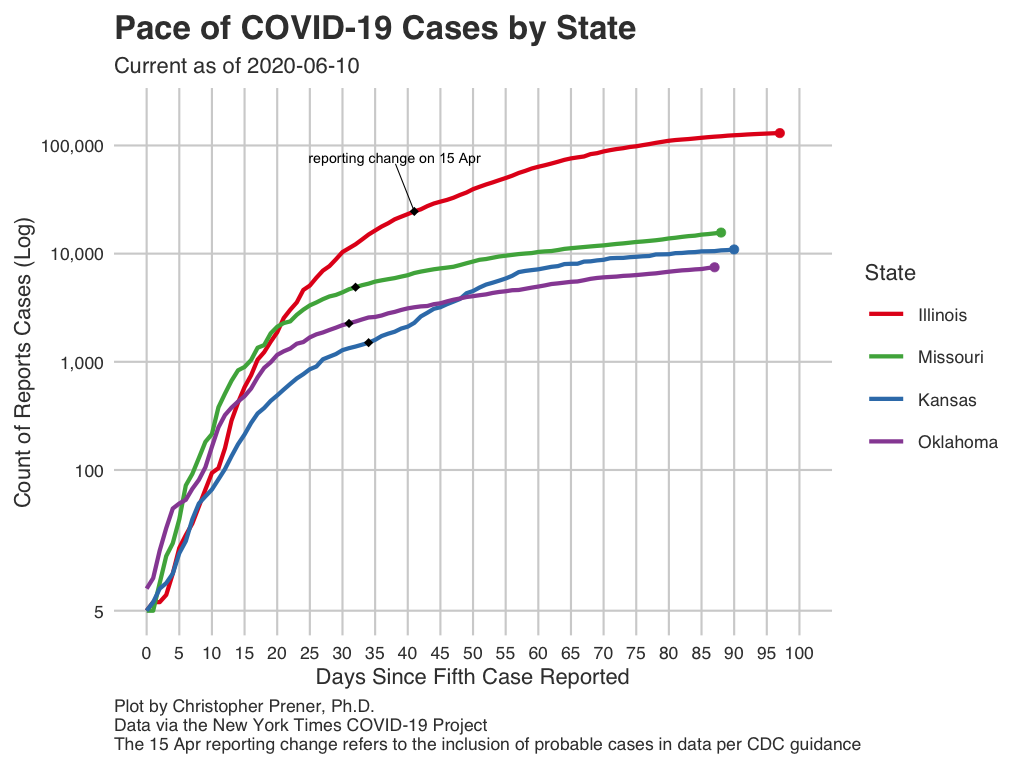 Pace of COVID-19 Cases by State
Current as of 2020-06-10
reporting change on 15 Apr
100,000
10,000
1,000
100
5
Count of Reports Cases (Log)
0 5 10 15 20 25 30 35 40 45 50 55 60 65 70 75 80 85 90 95 100
Days Since Fifth Case Reported
State
Illinois
Missouri
Kansas
Oklahoma
Plot by Christopher Prener, Ph.D.
Data via the New York Times COVID-19 Project
The 15 Apr reporting change refers to the inclusion of probable cases in data per CDC guidance